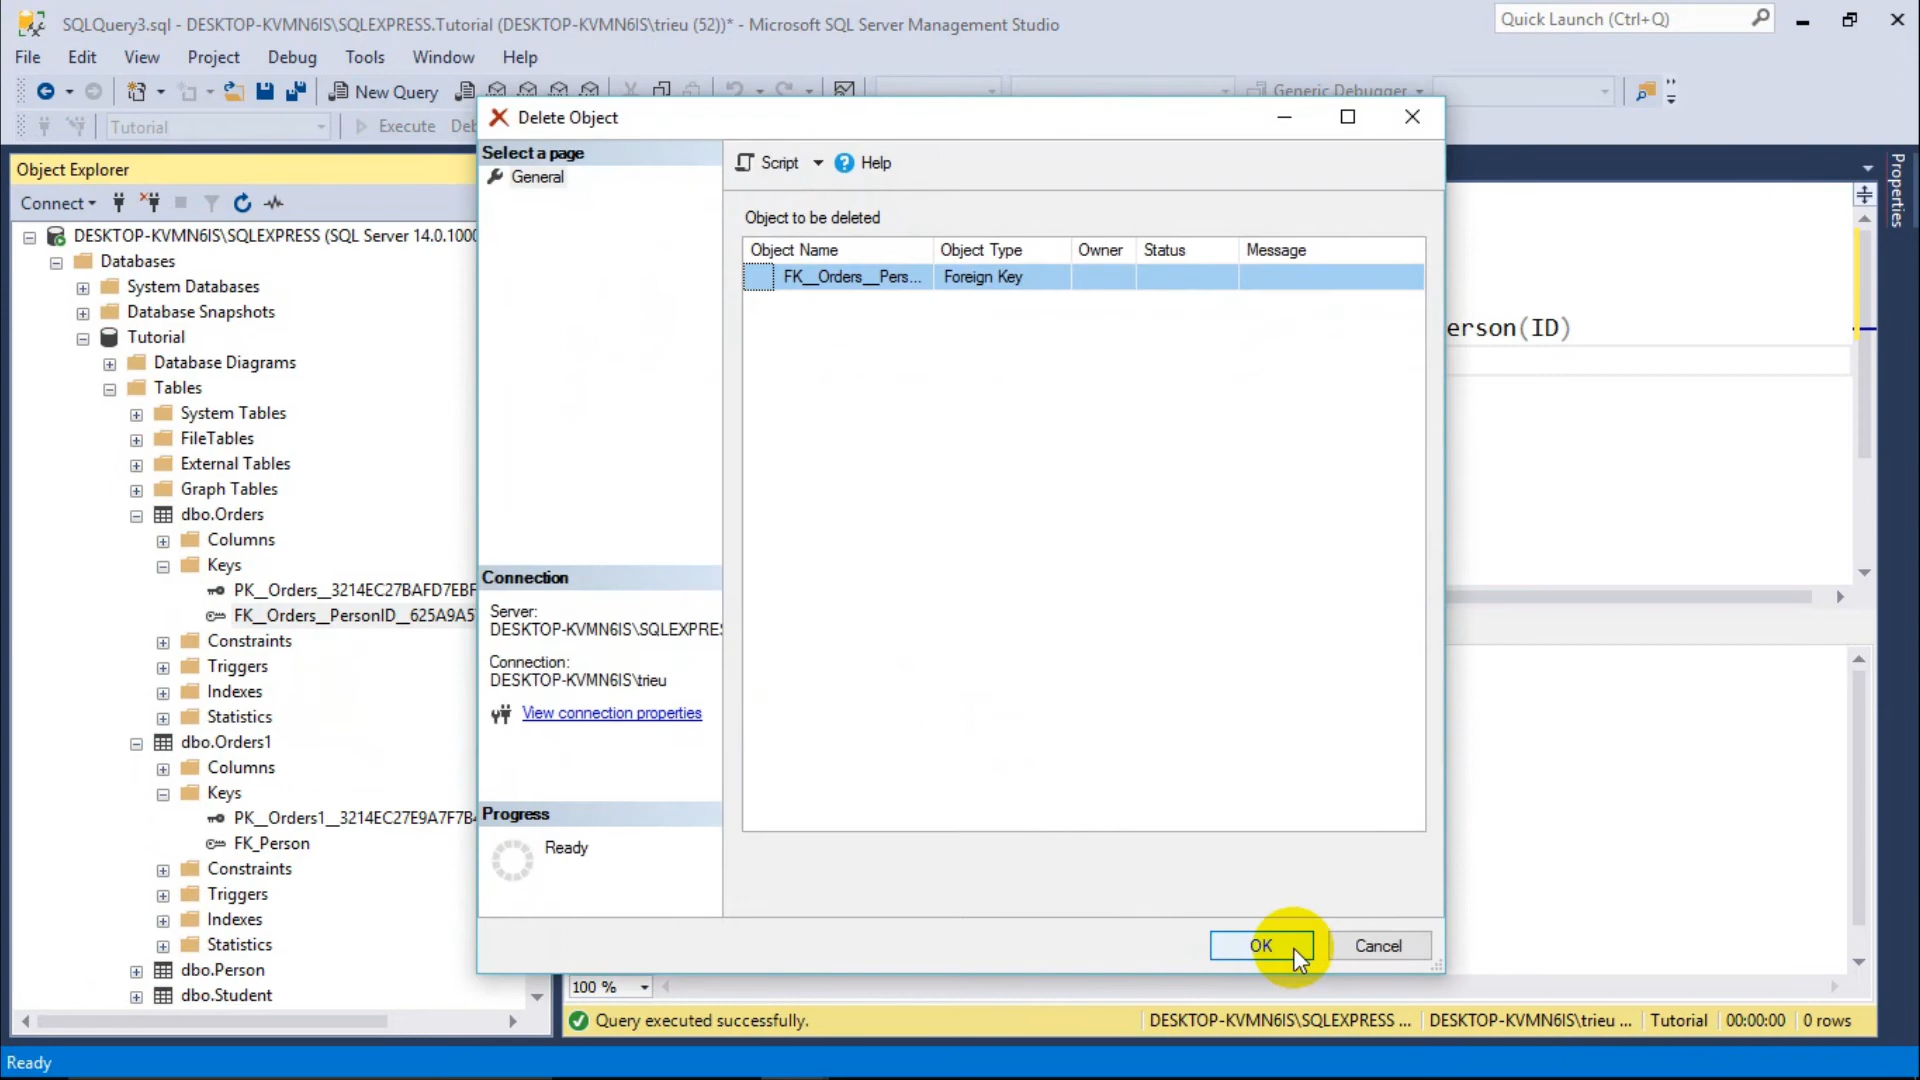 SQLQuery3.sql - DESKTOP-KVMN6IS\SQLEXPRESS.Tutorial (DESKTOP-KVMN6IS\trieu (52))* - Microsoft SQL Server Management Studio
Quick Launch (Ctrl+Q)
File Edit View Project Debug Tools Window Help
New Query
Generic Debugger
Tutorial
Execute
Deb
Delete Object
Object Explorer
Connect
DESKTOP-KVMN6IS\SQLEXPRESS (SQL Server 14.0.1000
Databases
System Databases
Database Snapshots
Tutorial
Database Diagrams
Tables
System Tables
FileTables
External Tables
Graph Tables
dbo.Orders
Columns
Keys
PK__Orders__3214EC27BAFD7EBF
FK__Orders__PersonID__625A9A5
Constraints
Triggers
Indexes
Statistics
dbo.Orders1
Columns
Keys
PK__Orders1__3214EC27E9A7F7B4
FK_Person
Constraints
Triggers
Indexes
Statistics
dbo.Person
dbo.Student
Select a page
General
Connection
Server:
DESKTOP-KVMN6IS\SQLEXPRES
Connection:
DESKTOP-KVMN6IS\trieu
View connection properties
Progress
Ready
Script
Help
Object to be deleted
Object Name Object Type Owner Status Message
FK__Orders__Pers... Foreign Key
OK
Cancel
erson(ID)
Properties
100 %
Query executed successfully.
DESKTOP-KVMN6IS\SQLEXPRESS ...
DESKTOP-KVMN6IS\trieu ...
Tutorial
00:00:00
0 rows
Ready